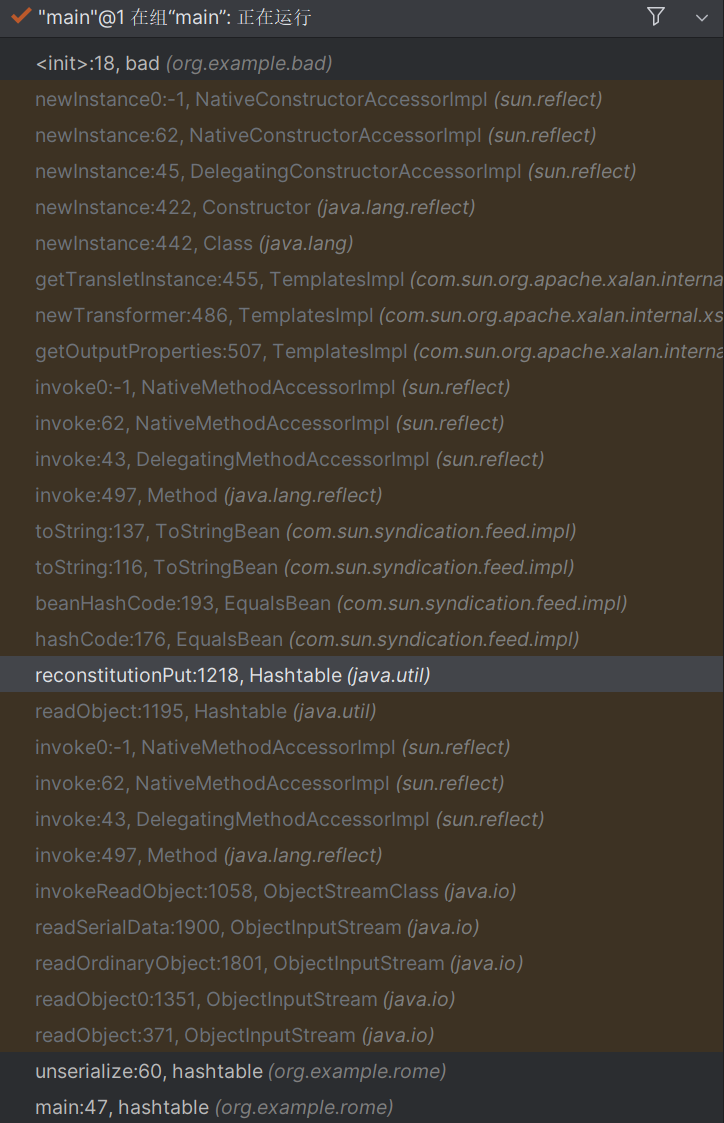 "main"@1 在组“main”: 正在运行
<init>:18, bad (org.example.bad)
newInstance0:-1, NativeConstructorAccessorImpl (sun.reflect)
newInstance:62, NativeConstructorAccessorImpl (sun.reflect)
newInstance:45, DelegatingConstructorAccessorImpl (sun.reflect)
newInstance:422, Constructor (java.lang.reflect)
newInstance:442, Class (java.lang)
getTransletInstance:455, TemplatesImpl (com.sun.org.apache.xalan.interna
newTransformer:486, TemplatesImpl (com.sun.org.apache.xalan.internal.xs
getOutputProperties:507, TemplatesImpl (com.sun.org.apache.xalan.interna
invoke0:-1, NativeMethodAccessorImpl (sun.reflect)
invoke:62, NativeMethodAccessorImpl (sun.reflect)
invoke:43, DelegatingMethodAccessorImpl (sun.reflect)
invoke:497, Method (java.lang.reflect)
toString:137, ToStringBean (com.sun.syndication.feed.impl)
toString:116, ToStringBean (com.sun.syndication.feed.impl)
beanHashCode:193, EqualsBean (com.sun.syndication.feed.impl)
hashCode:176, EqualsBean (com.sun.syndication.feed.impl)
reconstitutionPut:1218, Hashtable (java.util)
readObject:1195, Hashtable (java.util)
invoke0:-1, NativeMethodAccessorImpl (sun.reflect)
invoke:62, NativeMethodAccessorImpl (sun.reflect)
invoke:43, DelegatingMethodAccessorImpl (sun.reflect)
invoke:497, Method (java.lang.reflect)
invokeReadObject:1058, ObjectStreamClass (java.io)
readSerialData:1900, ObjectInputStream (java.io)
readOrdinaryObject:1801, ObjectInputStream (java.io)
readObject0:1351, ObjectInputStream (java.io)
readObject:371, ObjectInputStream (java.io)
unserialize:60, hashtable (org.example.rome)
main:47, hashtable (org.example.rome)